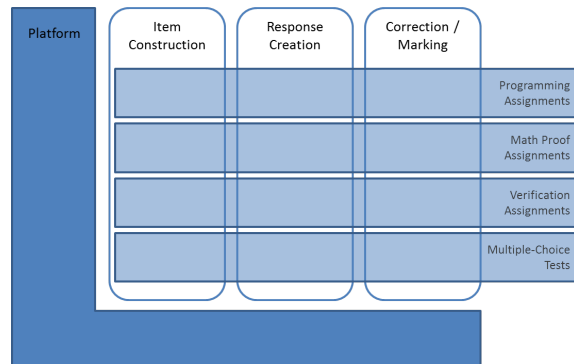 Platform
Item
Construction
Response
Creation
Correction /
Marking
Programming
Assignments
Math Proof
Assignments
Verification
Assignments
Multiple-Choice
Tests